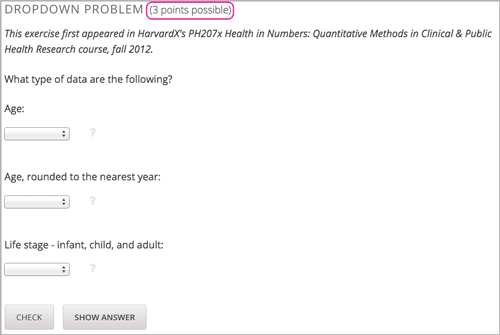 DROPDOWN PROBLEM (3 points possible)
This exercise first appeared in HarvardX's PH207x Health in Numbers: Quantitative Methods in Clinical & Public
Health Research course, fall 2012.
What type of data are the following?
Age:
?
Age, rounded to the nearest year:
?
Life stage - infant, child, and adult:
?
CHECK SHOW ANSWER